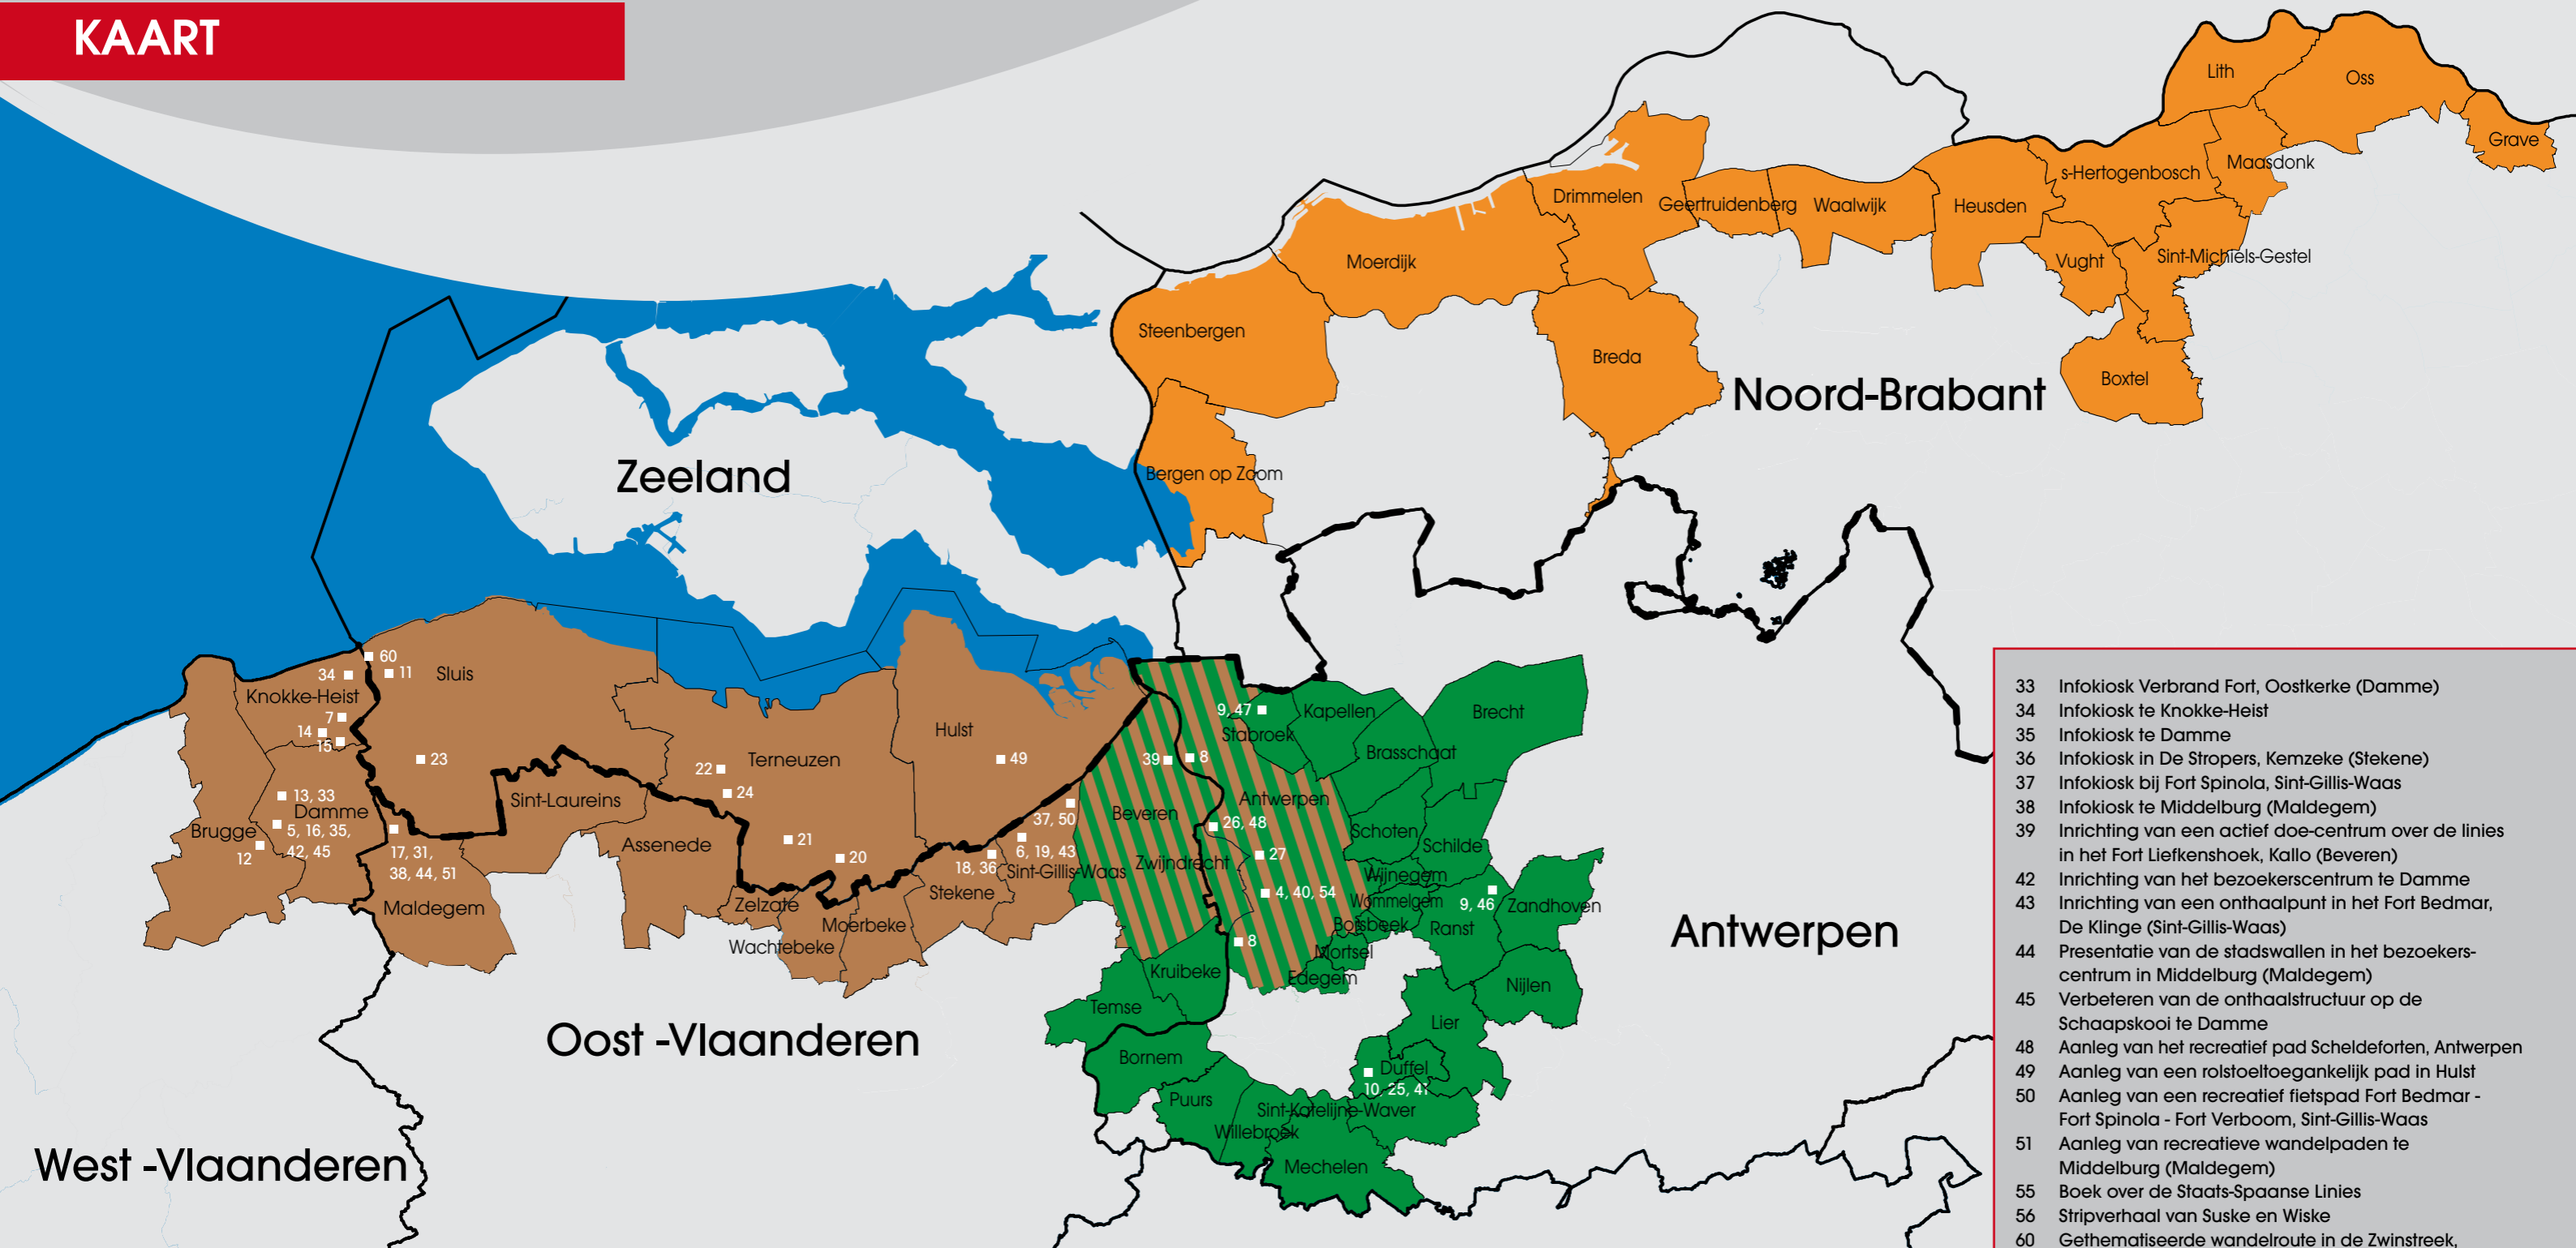 KAART
Lith
Oss
Grave
Maasdonk
s-Hertogenbosch
Drimmelen
Geertruidenberg
Waalwijk
Heusden
Moerdijk
Vught
Sint-Michiels-Gestel
Steenbergen
Breda
Boxtel
Noord-Brabant
Zeeland
Bergen op Zoom
60
34
11
Sluis
Knokke-Heist
7
14
15
23
13, 33
Damme
Brugge
5, 16, 35,
42, 45
12
17, 31,
38, 44, 51
Maldegem
Sint-Laureins
Assenede
22
Terneuzen
24
21
20
Hulst
49
37, 50
6, 19, 43
18, 36
Sint-Gillis-Waas
Stekene
Zelzate
Moerbeke
Wachtebeke
9, 47
Stabroek
Kapellen
Brecht
Brasschaat
39
8
Beveren
Antwerpen
26, 48
Schoten
Schilde
27
Zwijndrecht
Wijnegem
4, 40, 54
Wommelgem
9, 46
Zandhoven
Borsbeek
Ranst
8
Mortsel
Edegem
Kruibeke
Nijlen
Temse
Lier
Bornem
Duffel
10, 25, 41
Puurs
Sint-Katelijne-Waver
Willebroek
Mechelen
Antwerpen
Oost -Vlaanderen
West -Vlaanderen
33 Infokiosk Verbrand Fort, Oostkerke (Damme)
34 Infokiosk te Knokke-Heist
35 Infokiosk te Damme
36 Infokiosk in De Stropers, Kemzeke (Stekene)
37 Infokiosk bij Fort Spinola, Sint-Gillis-Waas
38 Infokiosk te Middelburg (Maldegem)
39 Inrichting van een actief doe-centrum over de linies
in het Fort Liefkenshoek, Kallo (Beveren)
42 Inrichting van het bezoekerscentrum te Damme
43 Inrichting van een onthaalpunt in het Fort Bedmar,
De Klinge (Sint-Gillis-Waas)
44 Presentatie van de stadswallen in het bezoekers-
centrum in Middelburg (Maldegem)
45 Verbeteren van de onthaalstructuur op de
Schaapskooi te Damme
48 Aanleg van het recreatief pad Scheldeforten, Antwerpen
49 Aanleg van een rolstoeltoegankelijk pad in Hulst
50 Aanleg van een recreatief fietspad Fort Bedmar -
Fort Spinola - Fort Verboom, Sint-Gillis-Waas
51 Aanleg van recreatieve wandelpaden te
Middelburg (Maldegem)
55 Boek over de Staats-Spaanse Linies
56 Stripverhaal van Suske en Wiske
60 Gethematiseerde wandelroute in de Zwinstreek,